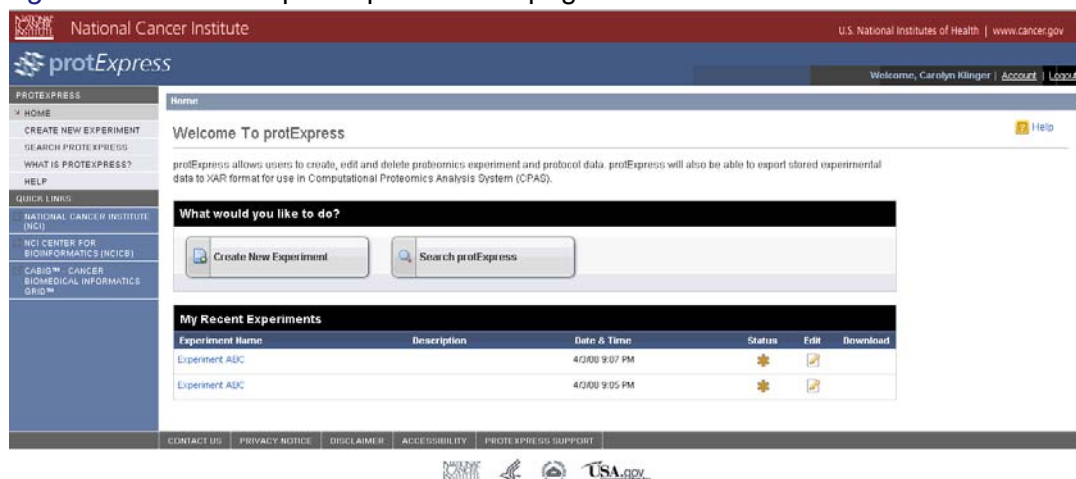 National Cancer Institute
U.S. National Institutes of Health | www.cancer.gov
protExpress
Welcome, Carolyn Klinger | Account | Logout
PROTEXPRESS
HOME
CREATE NEW EXPERIMENT
SEARCH PROTEXPRESS
WHAT IS PROTEXPRESS?
HELP
QUICK LINKS
NATIONAL CANCER INSTITUTE
(NCI)
NCI CENTER FOR
BIOINFORMATICS (NCICB)
CABIG™ - CANCER
BIOMEDICAL INFORMATICS
GRID™
Home
Welcome To protExpress
Help
protExpress allows users to create, edit and delete proteomics experiment and protocol data. protExpress will also be able to export stored experimental
data to XAR format for use in Computational Proteomics Analysis System (CPAS).
What would you like to do?
Create New Experiment
Search protExpress
My Recent Experiments
Experiment Name Description Date & Time Status Edit Download
Experiment ABC 4/3/08 9:07 PM
Experiment ABC 4/3/08 9:05 PM
CONTACT US PRIVACY NOTICE DISCLAIMER ACCESSIBILITY PROTEXPRESS SUPPORT
USA.gov